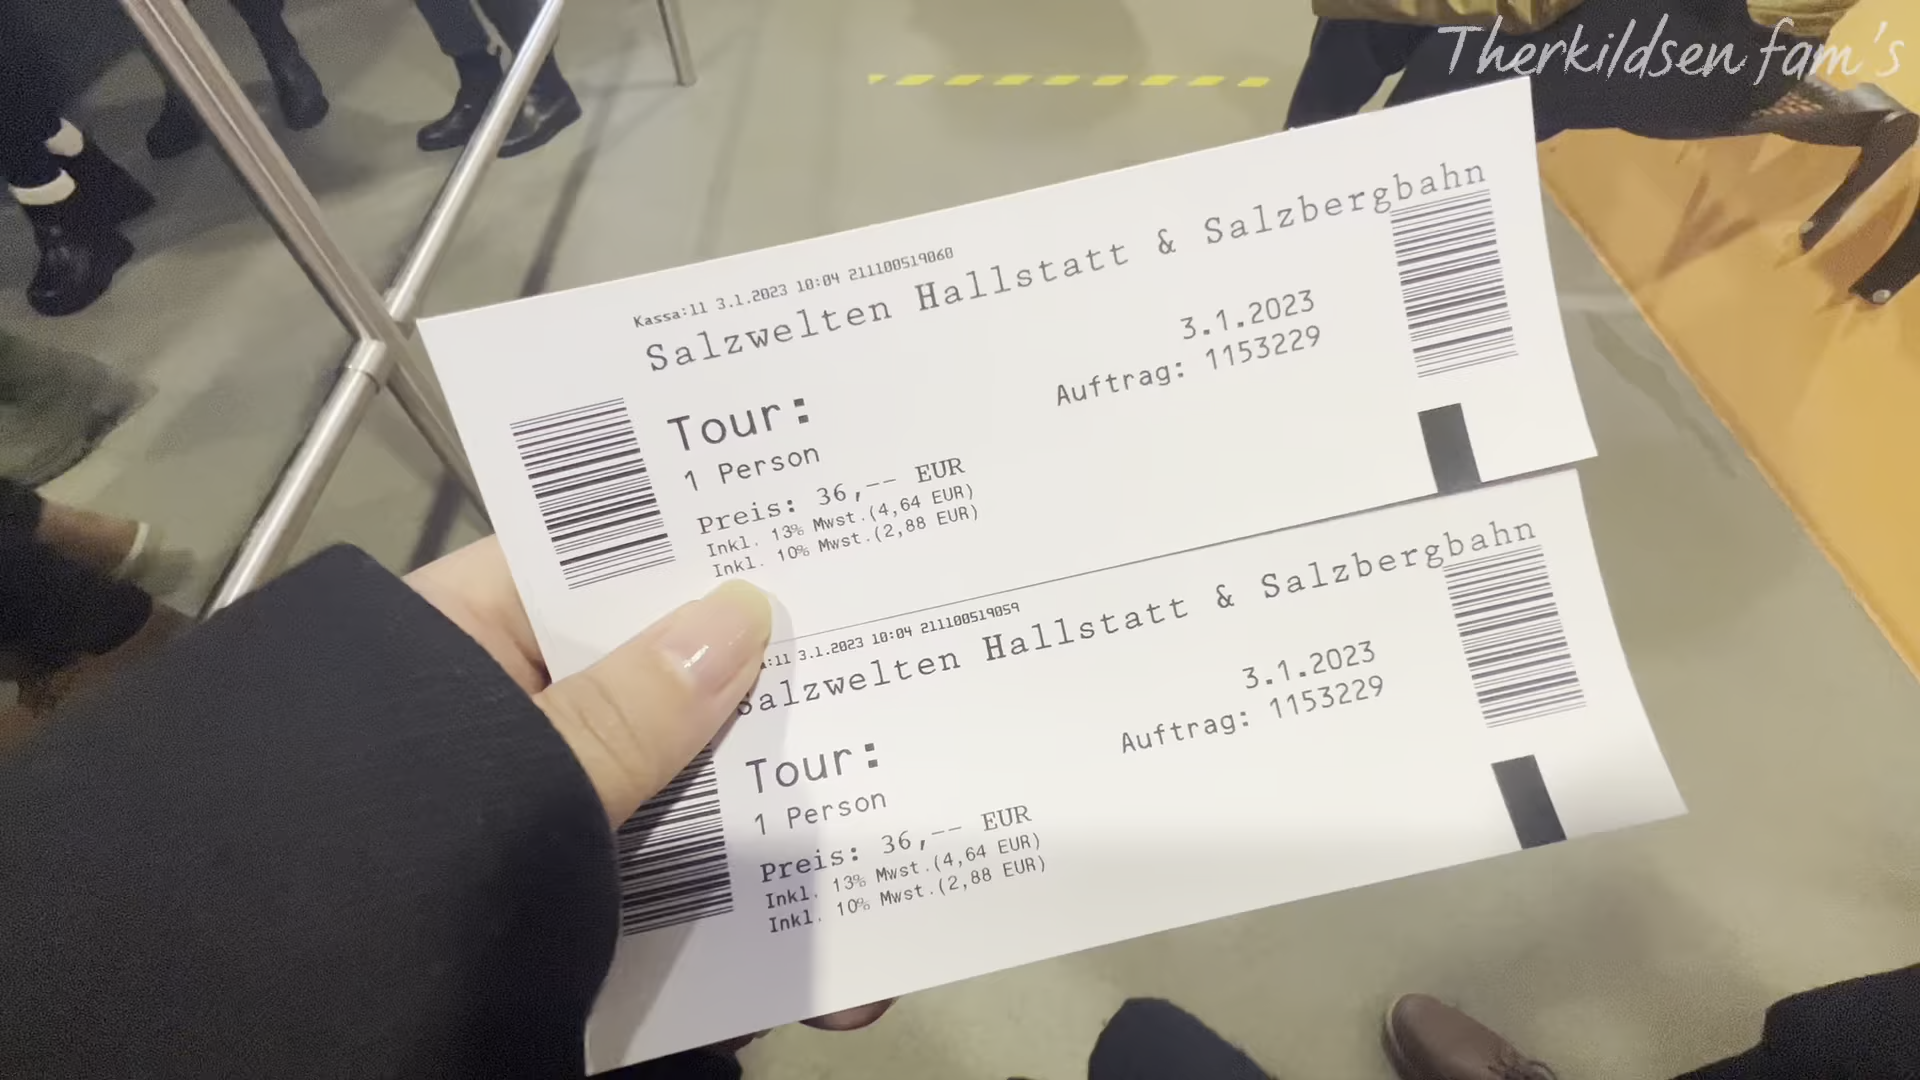 Therkildsen fam's
Kassa:11 3.1.2023 10:04 211100519060
Salzwelten Hallstatt & Salzbergbahn
3.1.2023
Auftrag: 1153229
Tour:
1 Person
Preis: 36,-- EUR
Inkl. 13% Mwst.(4,64 EUR)
Inkl. 10% Mwst.(2,88 EUR)
:11 3.1.2023 10:04 211100519059
Salzwelten Hallstatt & Salzbergbahn
3.1.2023
Auftrag: 1153229
Tour:
1 Person
Preis: 36,-- EUR
Inkl. 13% Mwst.(4,64 EUR)
Inkl. 10% Mwst.(2,88 EUR)